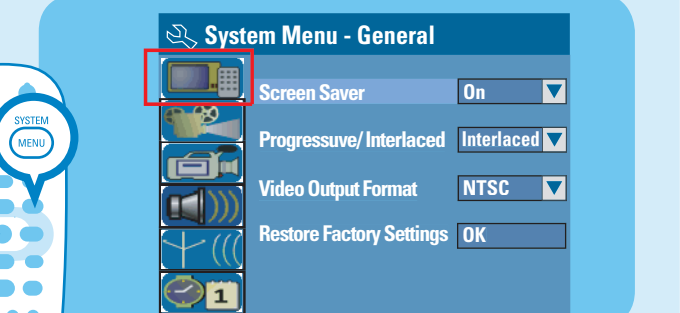 System Menu - General
SYSTEM
MENU
Screen Saver On
Progressuve/ Interlaced Interlaced
Video Output Format NTSC
Restore Factory Settings OK
1